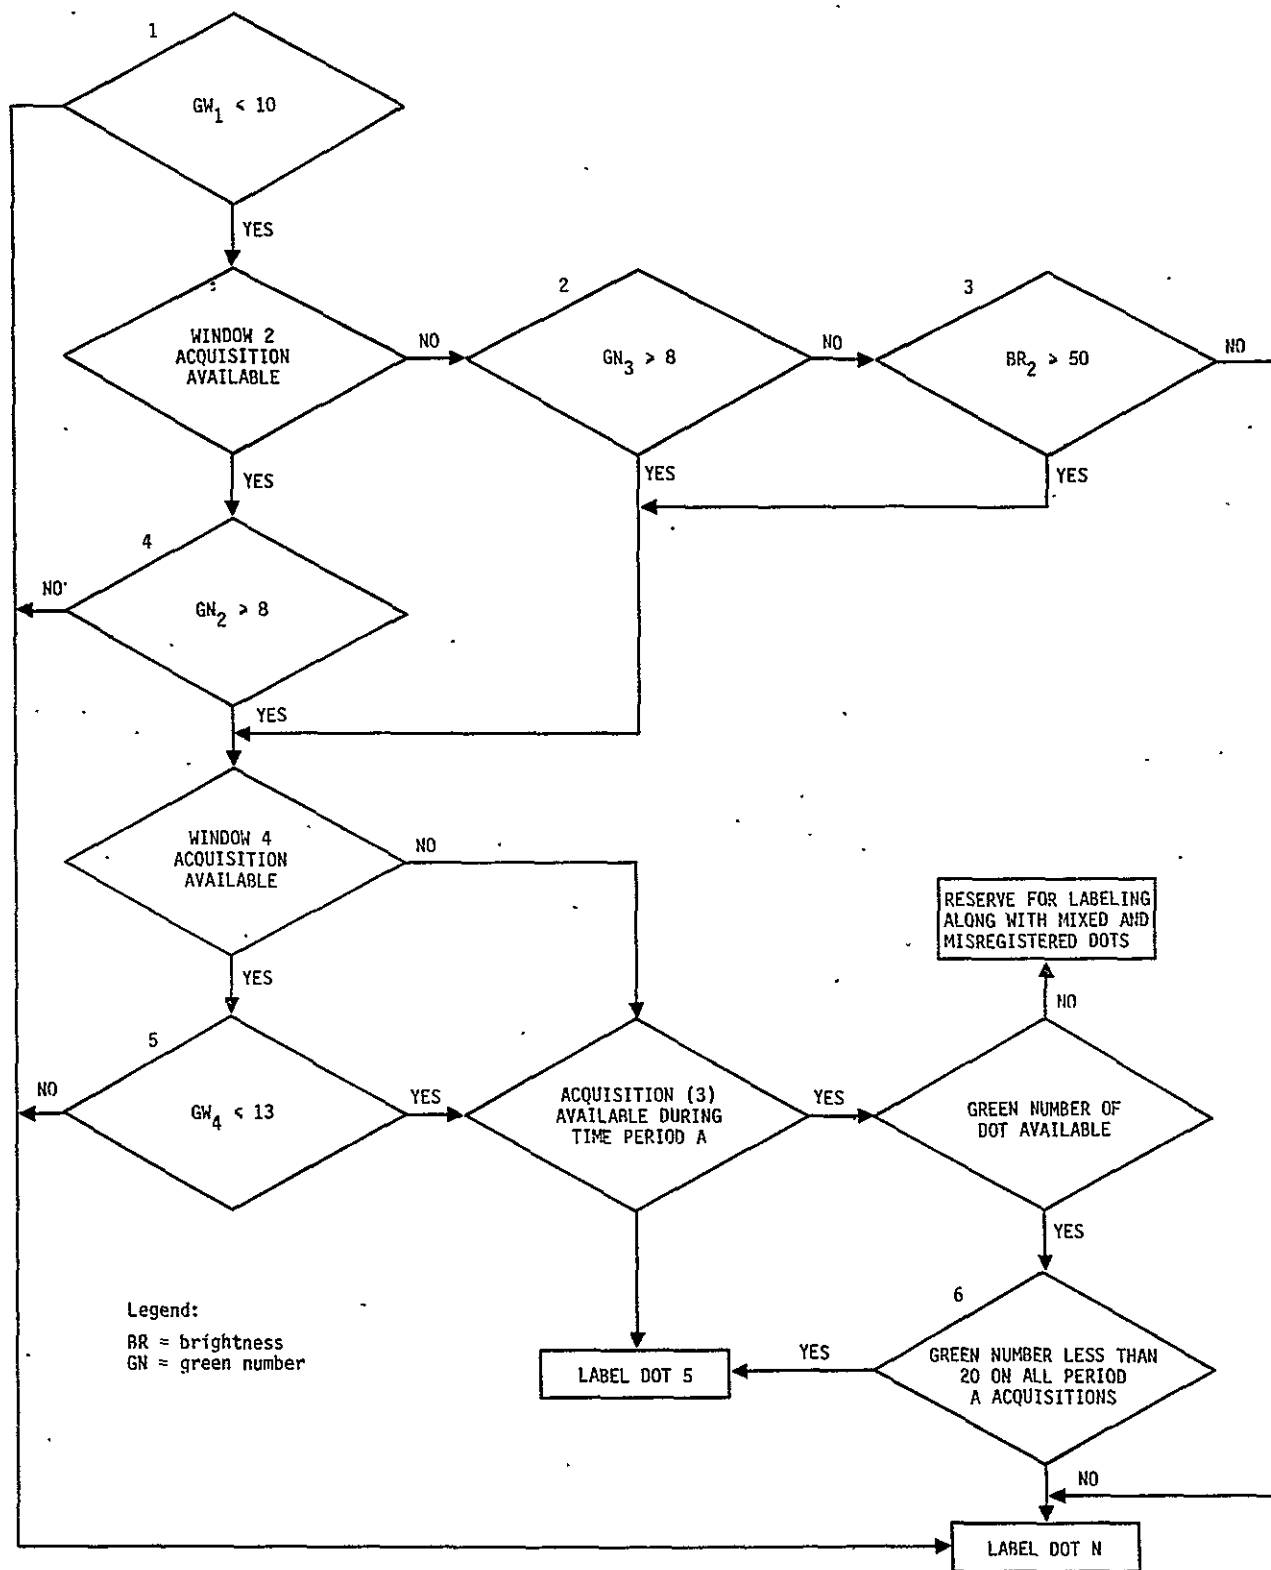 1
GW1 < 10
YES
WINDOW 2
ACQUISITION
AVAILABLE
NO
2
GN3 > 8
NO
3
BR2 > 50
NO
YES
YES
YES
4
NO
GN2 > 8
YES
WINDOW 4
ACQUISITION
AVAILABLE
NO
RESERVE FOR LABELING
ALONG WITH MIXED AND
MISREGISTERED DOTS
YES
NO
5
NO
GW4 < 13
YES
ACQUISITION (3)
AVAILABLE DURING
TIME PERIOD A
YES
GREEN NUMBER OF
DOT AVAILABLE
YES
Legend:
BR = brightness
GN = green number
6
YES
GREEN NUMBER LESS THAN
20 ON ALL PERIOD
A ACQUISITIONS
LABEL DOT S
NO
LABEL DOT N